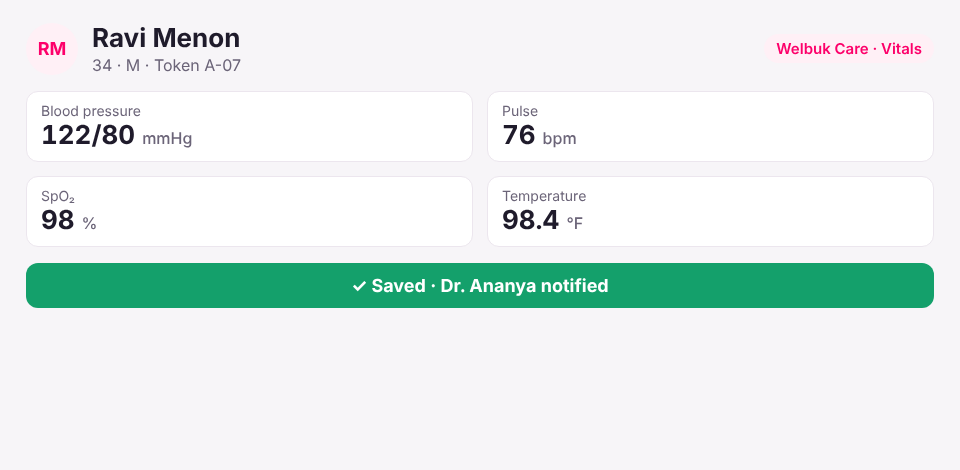 RM
Ravi Menon
34 · M · Token A-07
Welbuk Care · Vitals
Blood pressure
122/80 mmHg
Pulse
76 bpm
SpO₂
98 %
Temperature
98.4 °F
✓ Saved · Dr. Ananya notified